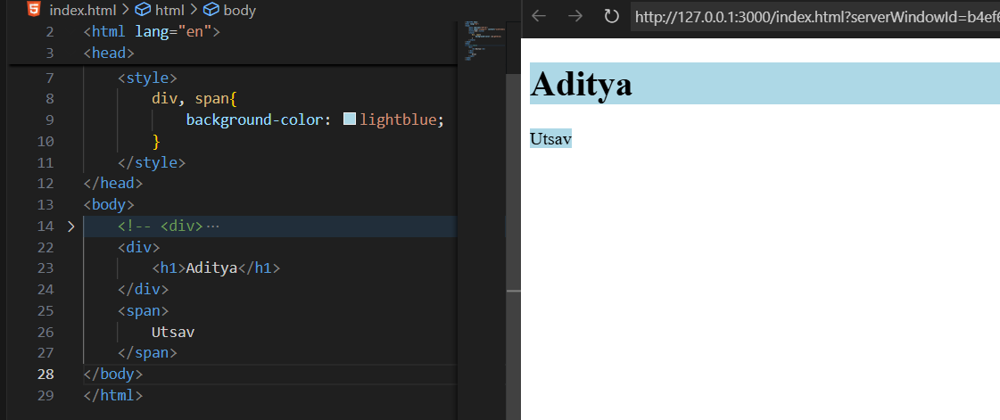 index.html > html > body
2 <html lang="en">
3 <head>
7 <style>
8 div, span{
9 background-color: lightblue;
10 }
11 </style>
12 </head>
13 <body>
14 > <!-- <div>⋯
22 <div>
23 <h1>Aditya</h1>
24 </div>
25 <span>
26 Utsav
27 </span>
28 </body>
29 </html>
http://127.0.0.1:3000/index.html?serverWindowId=b4ef6
Aditya
Utsav